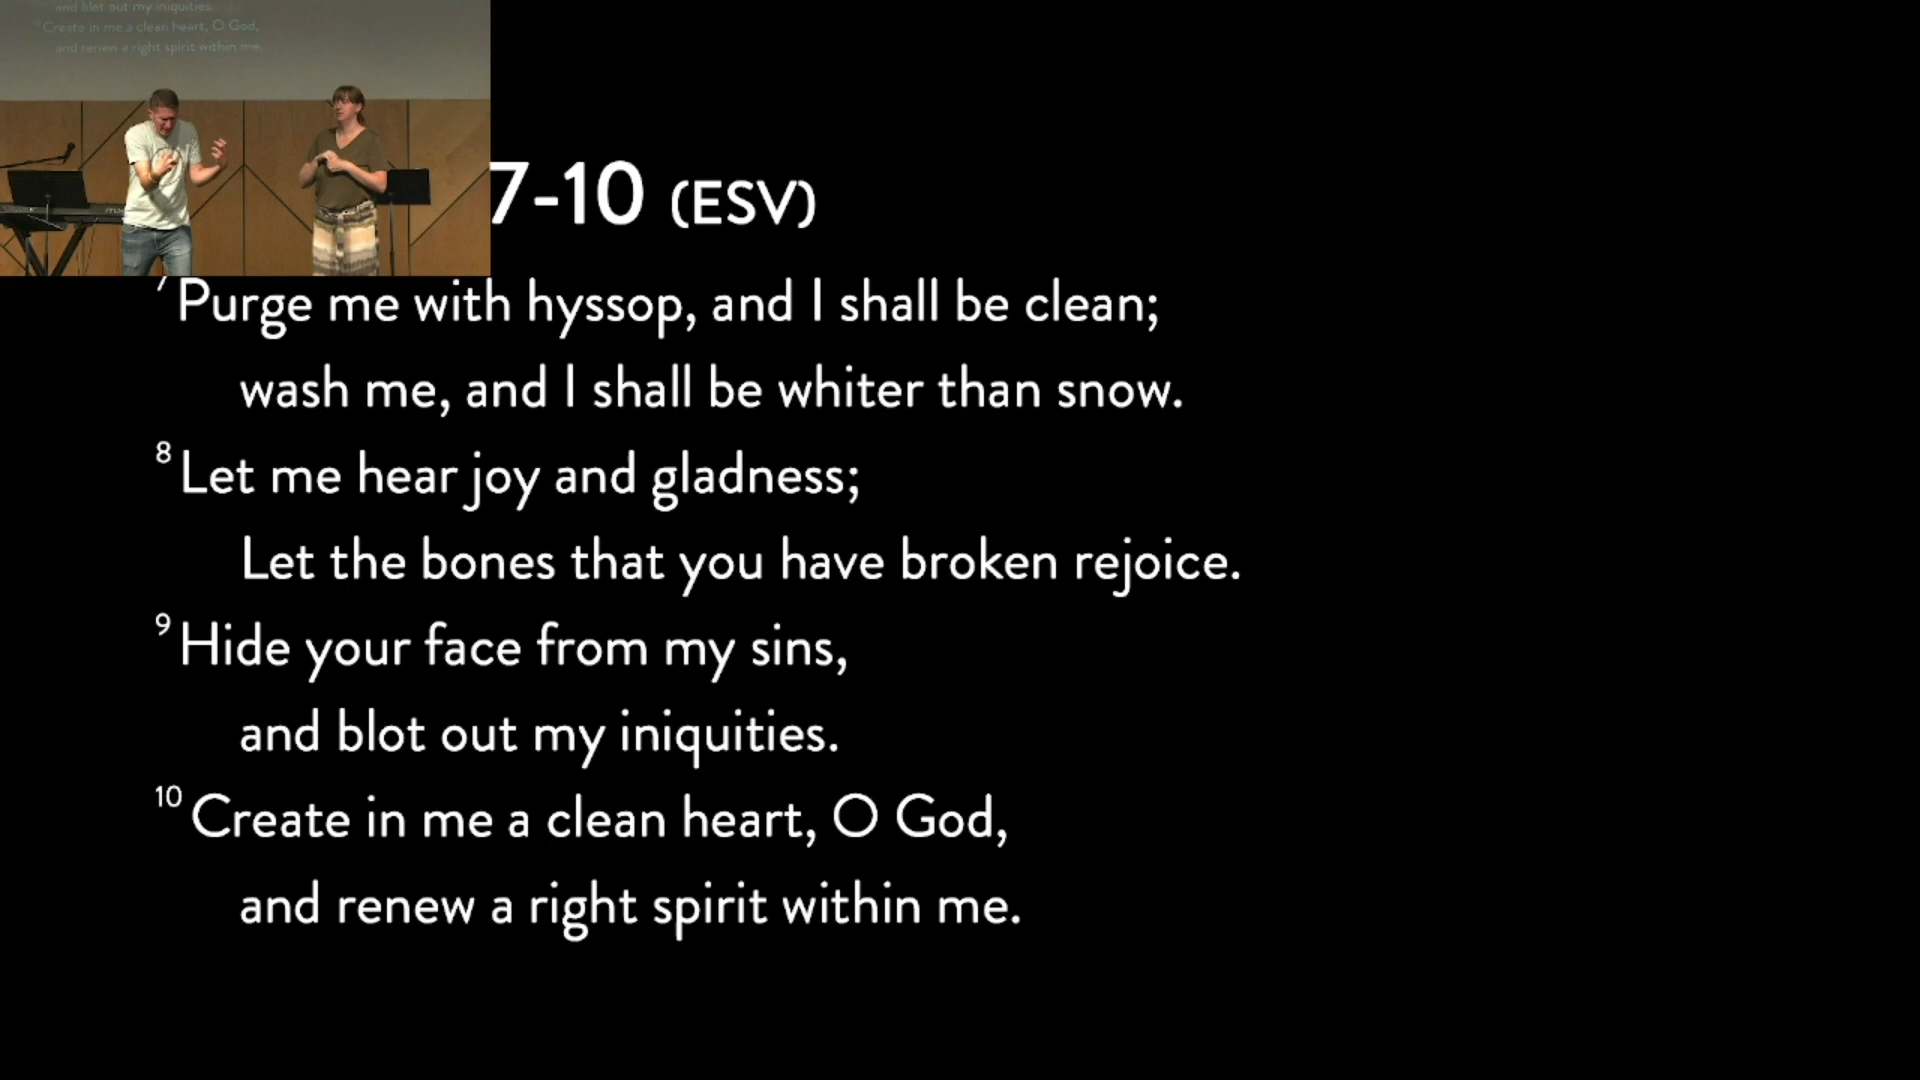 and blot out my iniquities.
Create in me a clean heart, O God,
and renew a right spirit within me.
7-10 (ESV)
7 Purge me with hyssop, and I shall be clean;
wash me, and I shall be whiter than snow.
8 Let me hear joy and gladness;
Let the bones that you have broken rejoice.
9 Hide your face from my sins,
and blot out my iniquities.
10 Create in me a clean heart, O God,
and renew a right spirit within me.